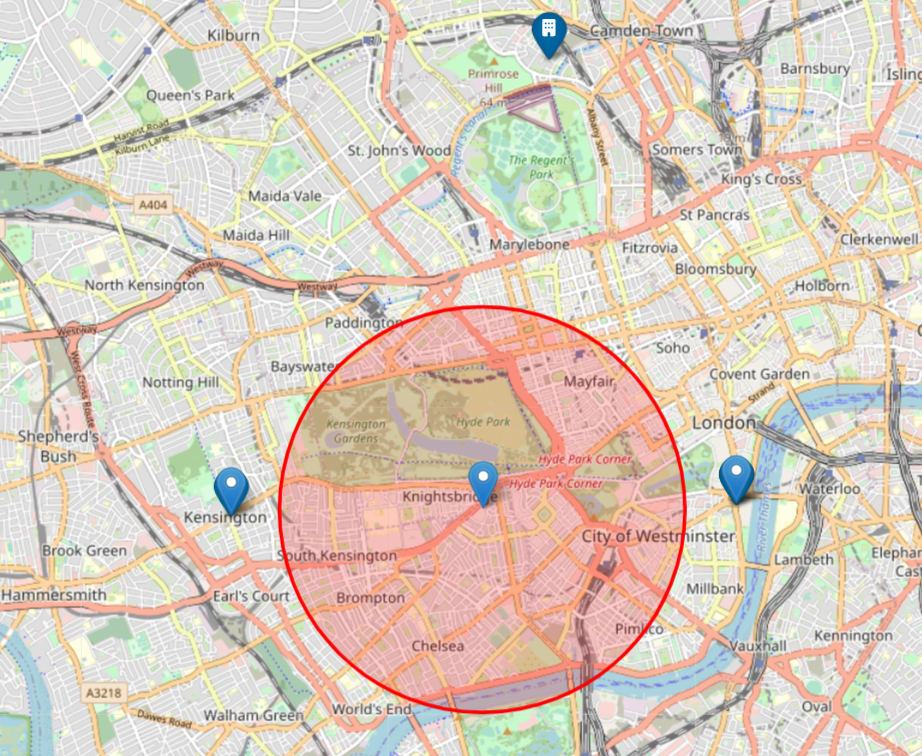 Kilburn
Camden Town
Barnsbury
Primrose
Hill
64 m
Queen's Park
Harvist Road
Kilburn Lane
Regent's Canal
Albany Street
St. John's Wood
The Regent's
Park
Somers Town
King's Cross
Maida Vale
A404
St Pancras
Maida Hill
Marylebone
Fitzrovia
Clerkenwell
Westway
Bloomsbury
North Kensington
Westway
Holborn
Paddington
Westway
Soho
West Cross Route
Bayswate
Covent Garden
Notting Hill
Mayfair
Strand
Kensington
Gardens
Hyde Park
London
Shepherd's
Bush
Hyde Park Corner
Hyde Park Corner
Knightsbridge
Waterloo
Kensington
River Tha
City of Westminster
Brook Green
South Kensington
Lambeth
Elephan
Cast
Hammersmith
Earl's Court
Millbank
Brompton
Pimlico
Kennington
Chelsea
Vauxhall
A3218
World's End
Oval
Dawes Road
Walham Green